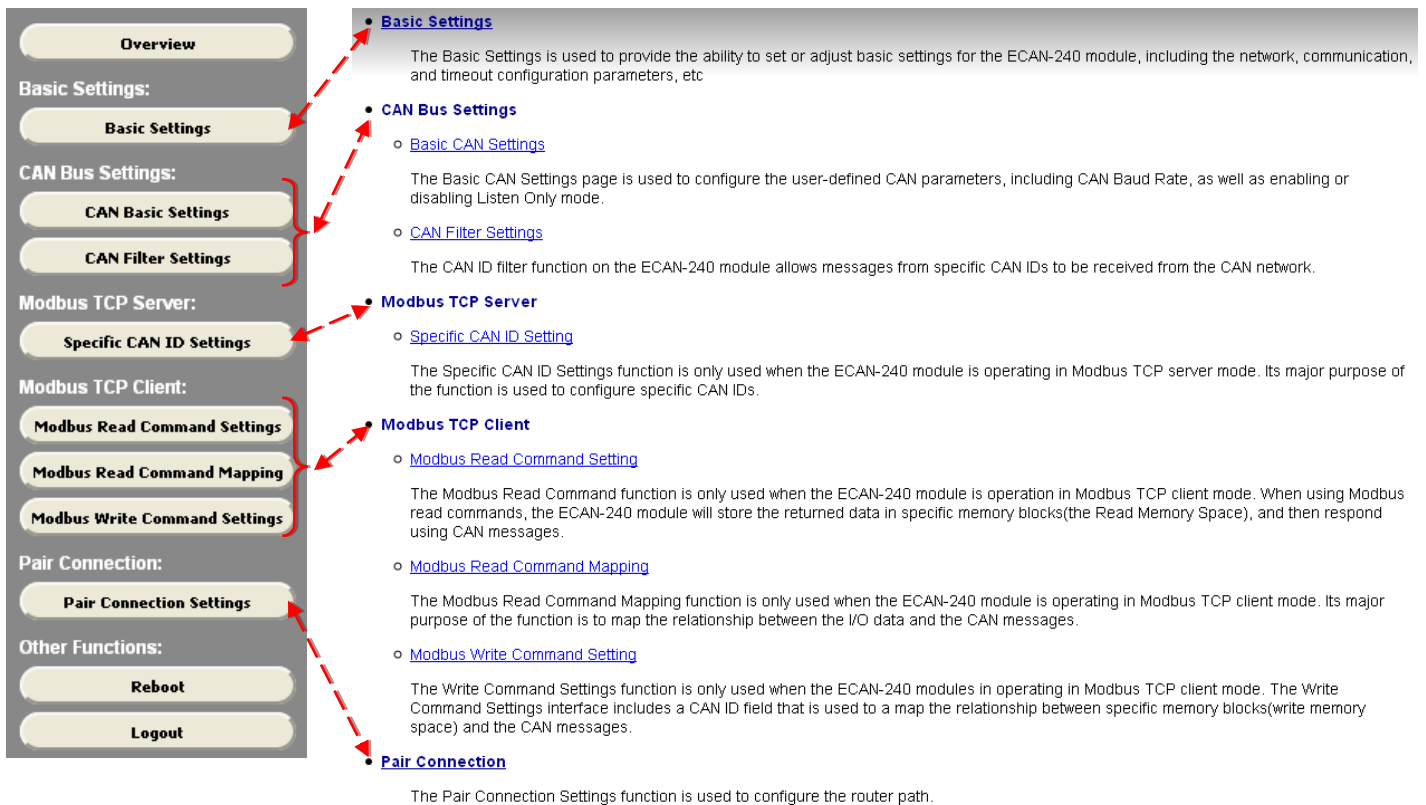 Overview
Basic Settings:
Basic Settings
CAN Bus Settings:
CAN Basic Settings
CAN Filter Settings
Modbus TCP Server:
Specific CAN ID Settings
Modbus TCP Client:
Modbus Read Command Settings
Modbus Read Command Mapping
Modbus Write Command Settings
Pair Connection:
Pair Connection Settings
Other Functions:
Reboot
Logout
Basic Settings
The Basic Settings is used to provide the ability to set or adjust basic settings for the ECAN-240 module, including the network, communication,
and timeout configuration parameters, etc
CAN Bus Settings
Basic CAN Settings
The Basic CAN Settings page is used to configure the user-defined CAN parameters, including CAN Baud Rate, as well as enabling or
disabling Listen Only mode.
CAN Filter Settings
The CAN ID filter function on the ECAN-240 module allows messages from specific CAN IDs to be received from the CAN network.
Modbus TCP Server
Specific CAN ID Setting
The Specific CAN ID Settings function is only used when the ECAN-240 module is operating in Modbus TCP server mode. Its major purpose of
the function is used to configure specific CAN IDs.
Modbus TCP Client
Modbus Read Command Setting
The Modbus Read Command function is only used when the ECAN-240 module is operation in Modbus TCP client mode. When using Modbus
read commands, the ECAN-240 module will store the returned data in specific memory blocks(the Read Memory Space), and then respond
using CAN messages.
Modbus Read Command Mapping
The Modbus Read Command Mapping function is only used when the ECAN-240 module is operating in Modbus TCP client mode. Its major
purpose of the function is to map the relationship between the I/O data and the CAN messages.
Modbus Write Command Setting
The Write Command Settings function is only used when the ECAN-240 modules in operating in Modbus TCP client mode. The Write
Command Settings interface includes a CAN ID field that is used to a map the relationship between specific memory blocks(write memory
space) and the CAN messages.
Pair Connection
The Pair Connection Settings function is used to configure the router path.